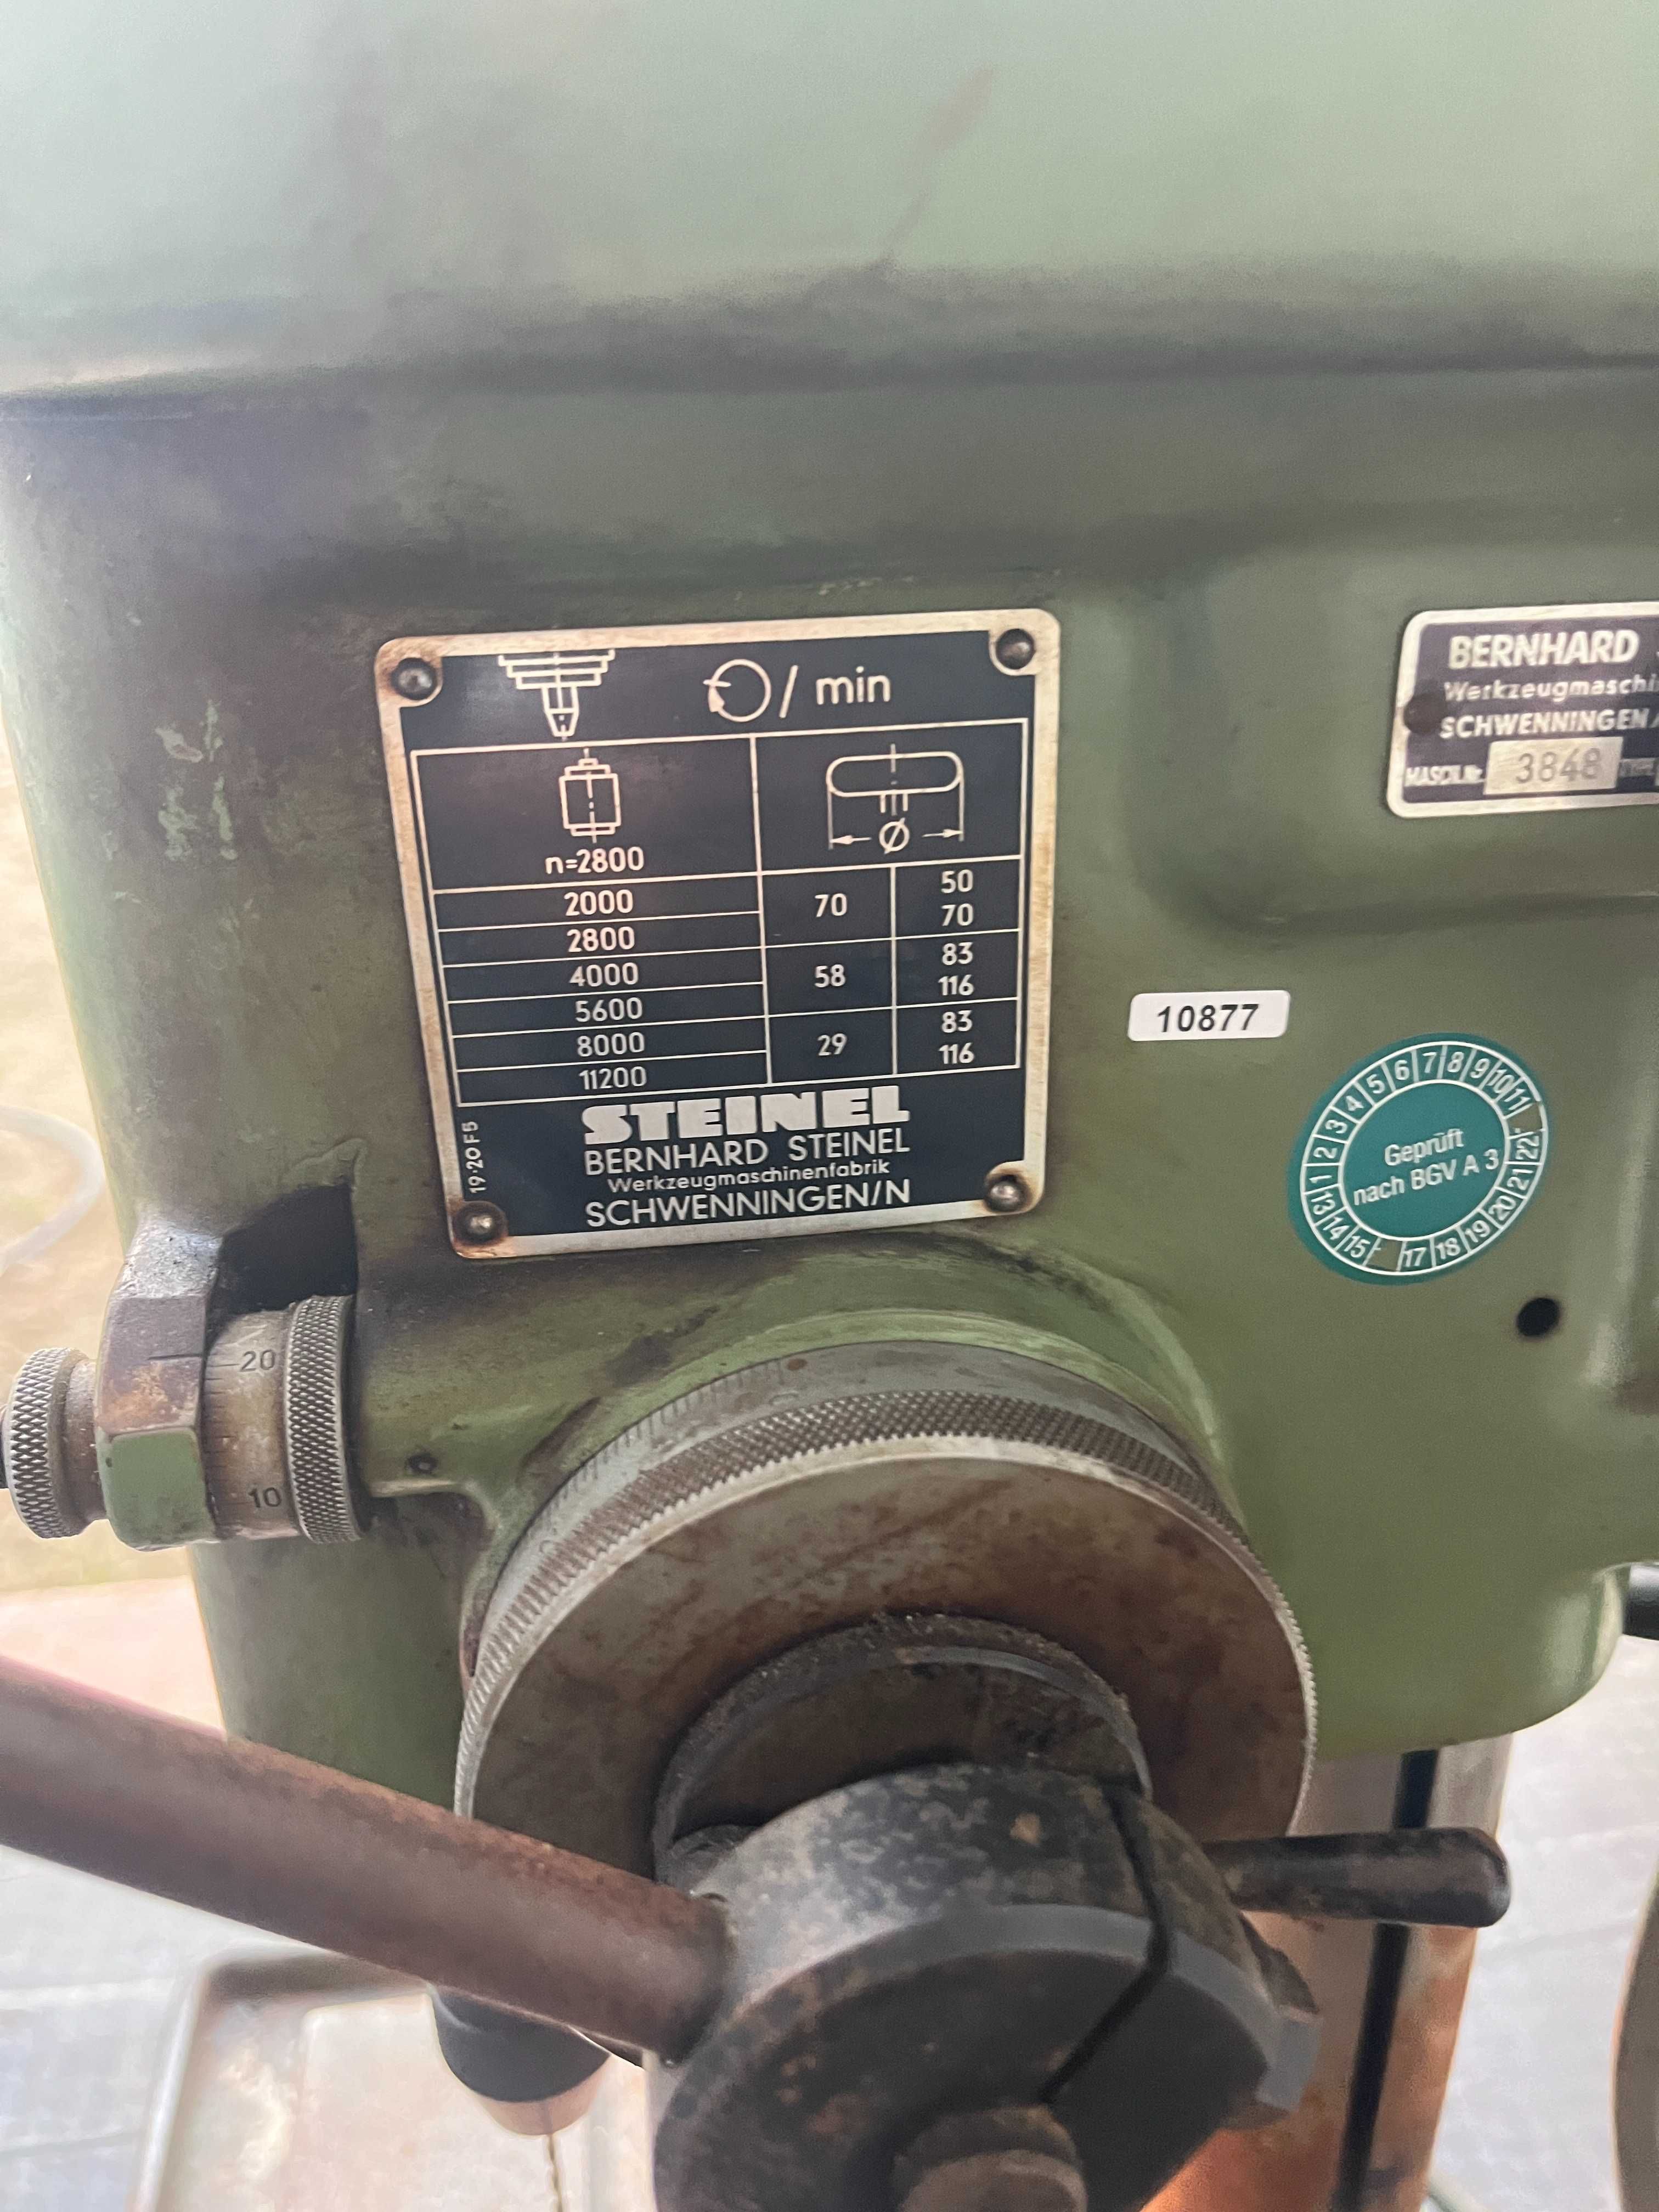 / min
Ø
n=2800
2000 70 50
2800 70
4000 58 83
5600 116
8000 29 83
11200 116
19·20 F5
STEINEL
BERNHARD STEINEL
Werkzeugmaschinenfabrik
SCHWENNINGEN/N
BERNHARD
Werkzeugmaschi
SCHWENNINGEN/
MASCH.Nr. 3848
10877
1 2 3 4 5 6 7 8 9 10 11
Geprüft
nach BGV A 3
13 14 15 17 18 19 20 21 22
20
10